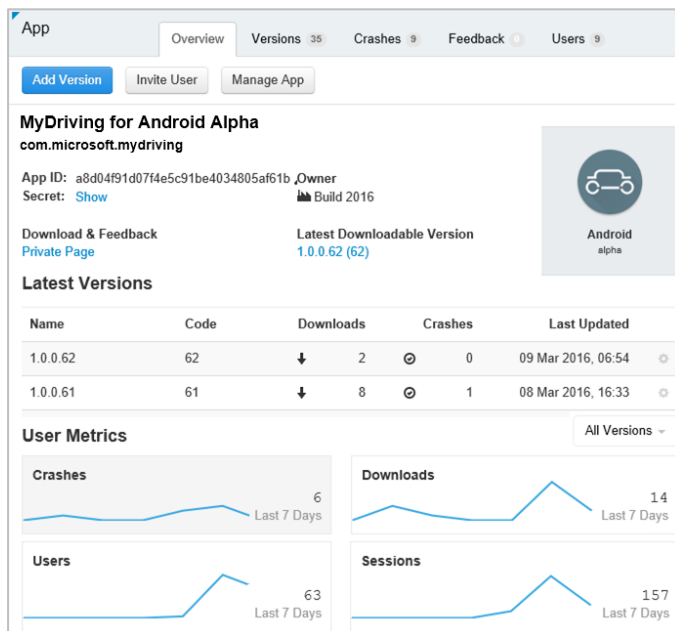 App
Overview Versions 35 Crashes 9 Feedback 0 Users 9
Add Version Invite User Manage App
MyDriving for Android Alpha
com.microsoft.mydriving
App ID: a8d04f91d07f4e5c91be4034805af61b Owner
Secret: Show Build 2016
Android
alpha
Download & Feedback Latest Downloadable Version
Private Page 1.0.0.62 (62)
Latest Versions
Name Code Downloads Crashes Last Updated
1.0.0.62 62 2 0 09 Mar 2016, 06:54
1.0.0.61 61 8 1 08 Mar 2016, 16:33
User Metrics All Versions
Crashes
6
Last 7 Days
Downloads
14
Last 7 Days
Users
63
Last 7 Days
Sessions
157
Last 7 Days